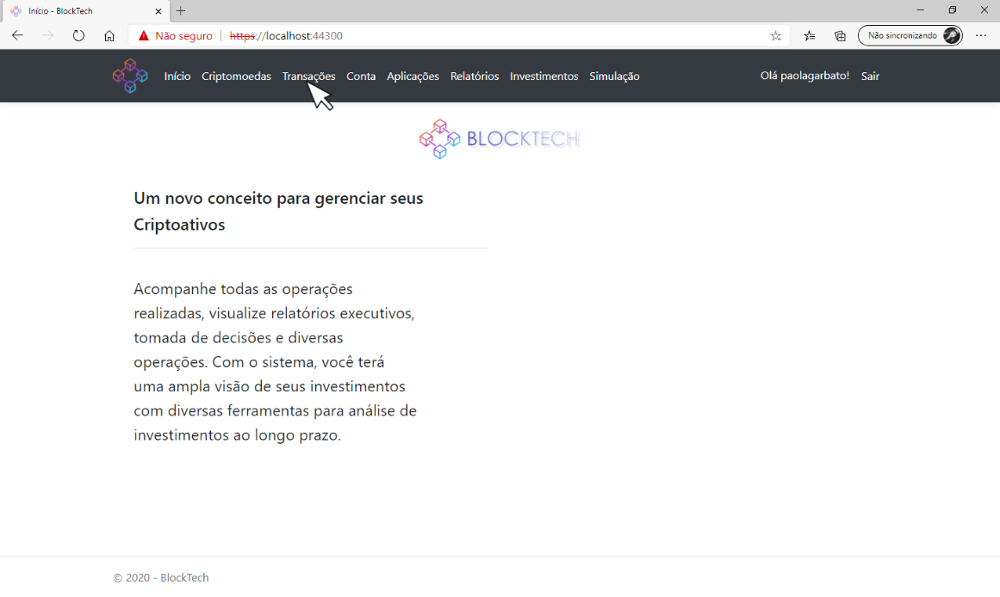 Início - BlockTech
Não seguro | https://localhost:44300
Não sincronizando
Início Criptomoedas Transações Conta Aplicações Relatórios Investimentos Simulação Olá paolagarbato! Sair
BLOCKTECH
Um novo conceito para gerenciar seus
Criptoativos
Acompanhe todas as operações
realizadas, visualize relatórios executivos,
tomada de decisões e diversas
operações. Com o sistema, você terá
uma ampla visão de seus investimentos
com diversas ferramentas para análise de
investimentos ao longo prazo.
© 2020 - BlockTech